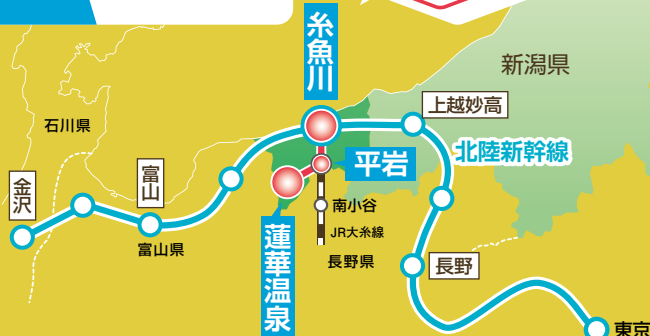 糸魚川
新潟県
上越妙高
石川県
北陸新幹線
平岩
富山
金沢
南小谷
蓮華温泉
JR大糸線
富山県
長野県
長野
東京